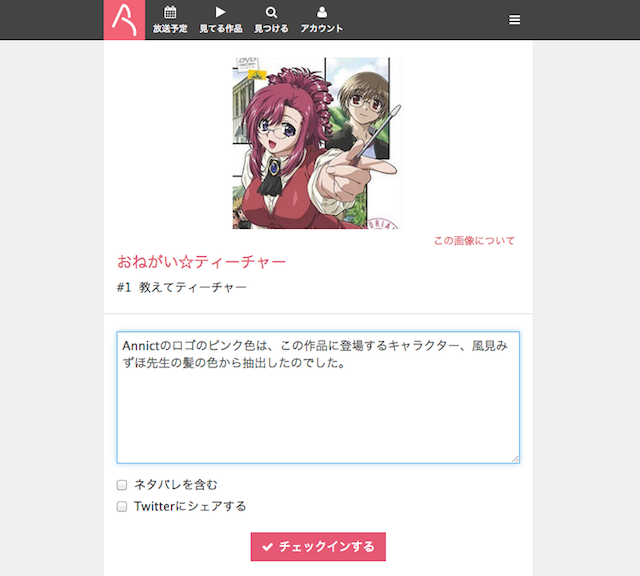 放送予定 見てる作品 見つける アカウント
DVD
この画像について
おねがい☆ティーチャー
#1 教えてティーチャー
Annictのロゴのピンク色は、この作品に登場するキャラクター、風見み
ずほ先生の髪の色から抽出したのでした。
ネタバレを含む
Twitterにシェアする
チェックインする